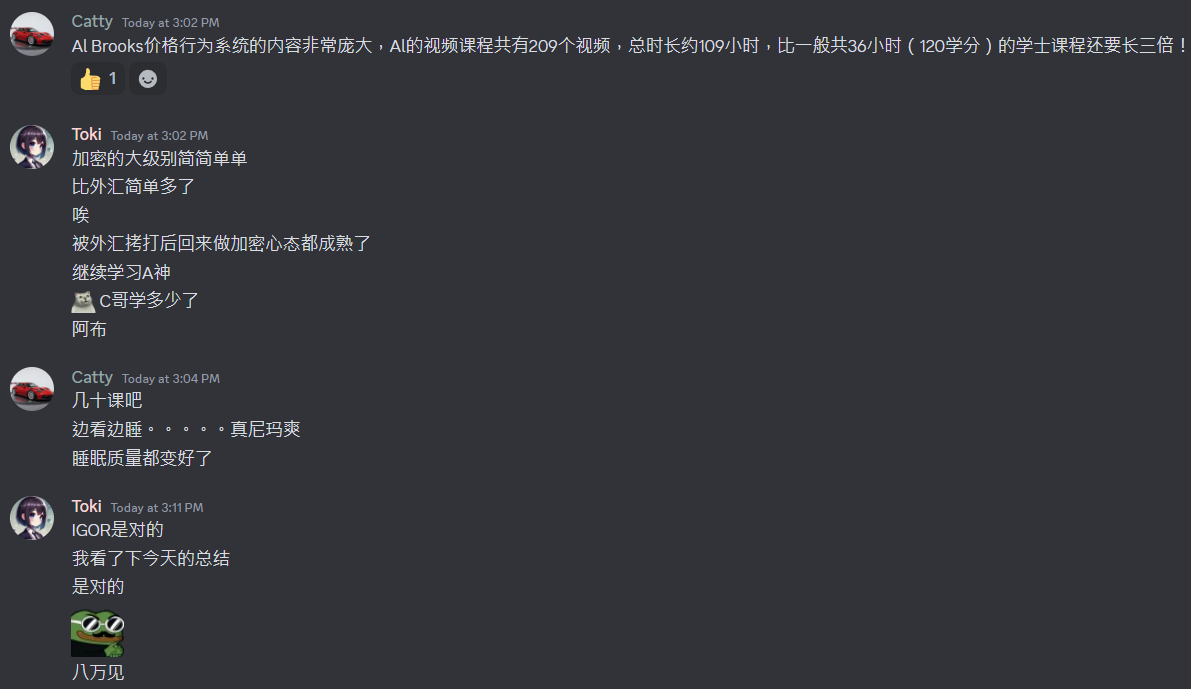 Catty Today at 3:02 PM
Al Brooks价格行为系统的内容非常庞大，Al的视频课程共有209个视频，总时长约109小时，比一般共36小时（120学分）的学士课程还要长三倍！
1
Toki Today at 3:02 PM
加密的大级别简简单单
比外汇简单多了
唉
被外汇拷打后回来做加密心态都成熟了
继续学习A神
C哥学多少了
阿布
Catty Today at 3:04 PM
几十课吧
边看边睡。。。。。真尼玛爽
睡眠质量都变好了
Toki Today at 3:11 PM
IGOR是对的
我看了下今天的总结
是对的
八万见